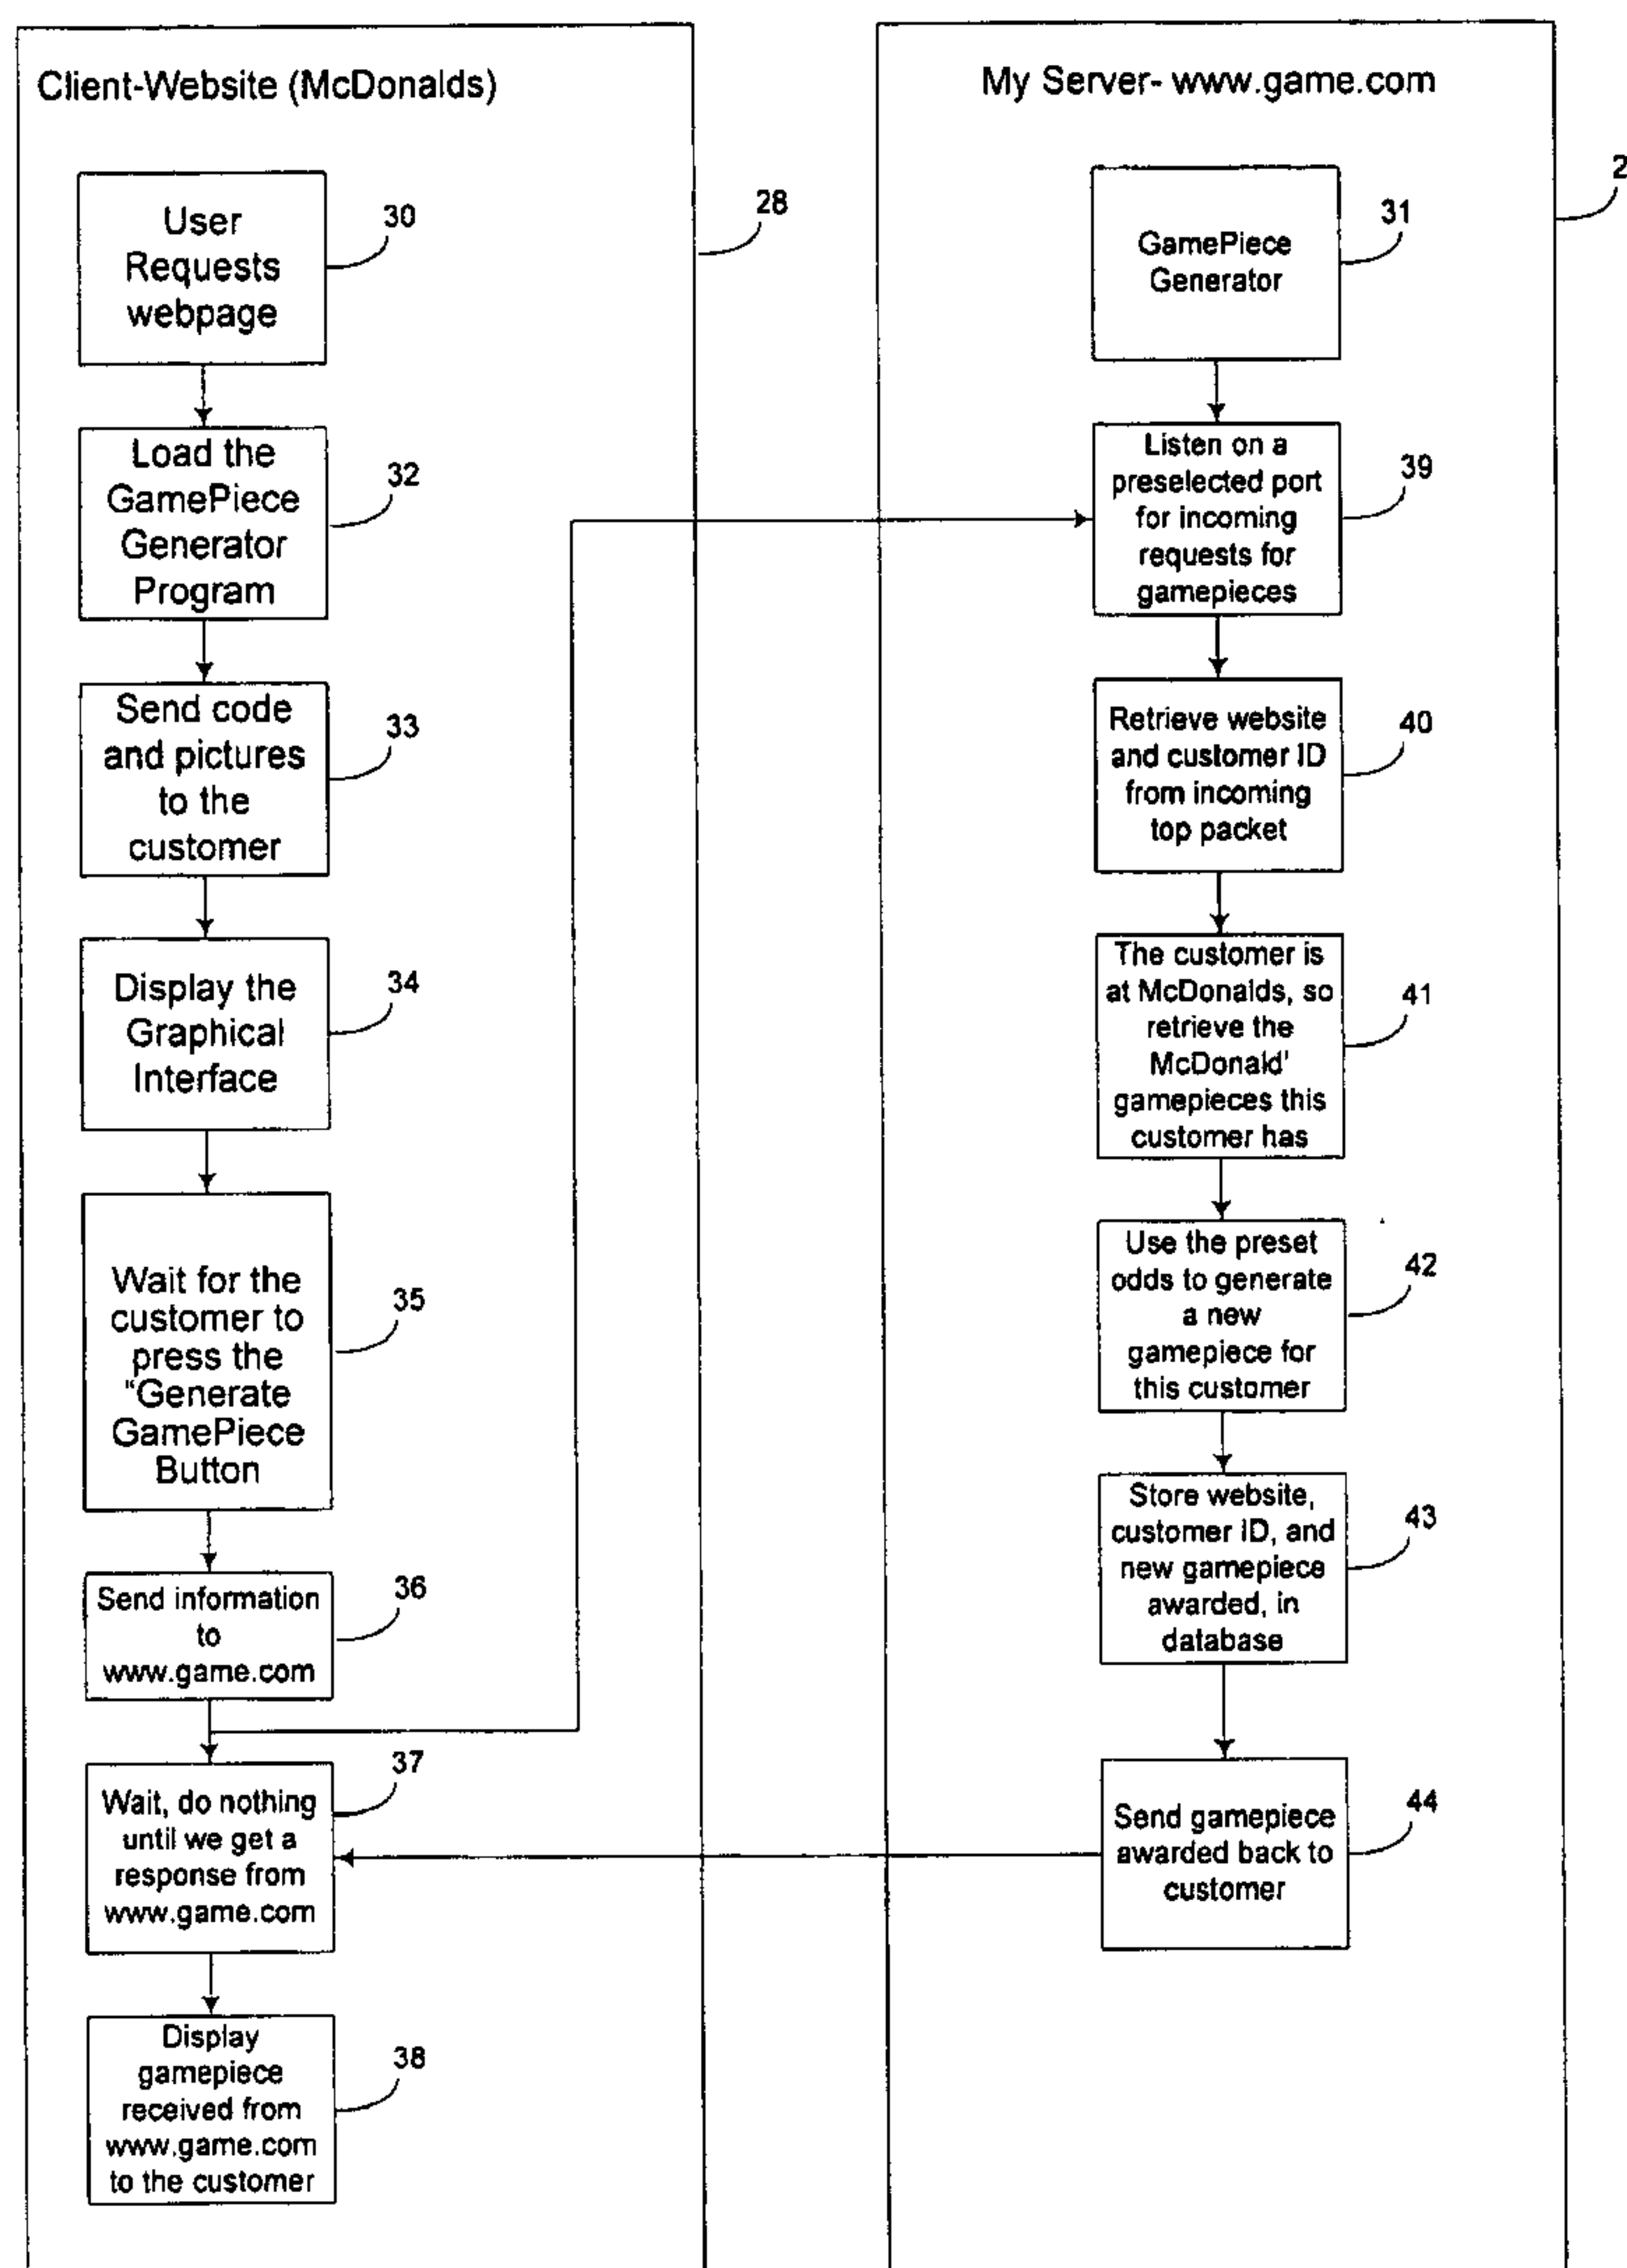 Client-Website (McDonalds)
28
User
Requests
webpage
30
Load the
GamePiece
Generator
Program
32
Send code
and pictures
to the
customer
33
Display the
Graphical
Interface
34
Wait for the
customer to
press the
"Generate
GamePiece
Button
35
Send information
to
www.game.com
36
Wait, do nothing
until we get a
response from
www.game.com
37
Display
gamepiece
received from
www.game.com
to the customer
38
My Server- www.game.com
2
GamePiece
Generator
31
Listen on a
preselected port
for incoming
requests for
gamepieces
39
Retrieve website
and customer ID
from incoming
top packet
40
The customer is
at McDonalds, so
retrieve the
McDonald'
gamepieces this
customer has
41
Use the preset
odds to generate
a new
gamepiece for
this customer
42
Store website,
customer ID, and
new gamepiece
awarded, in
database
43
Send gamepiece
awarded back to
customer
44